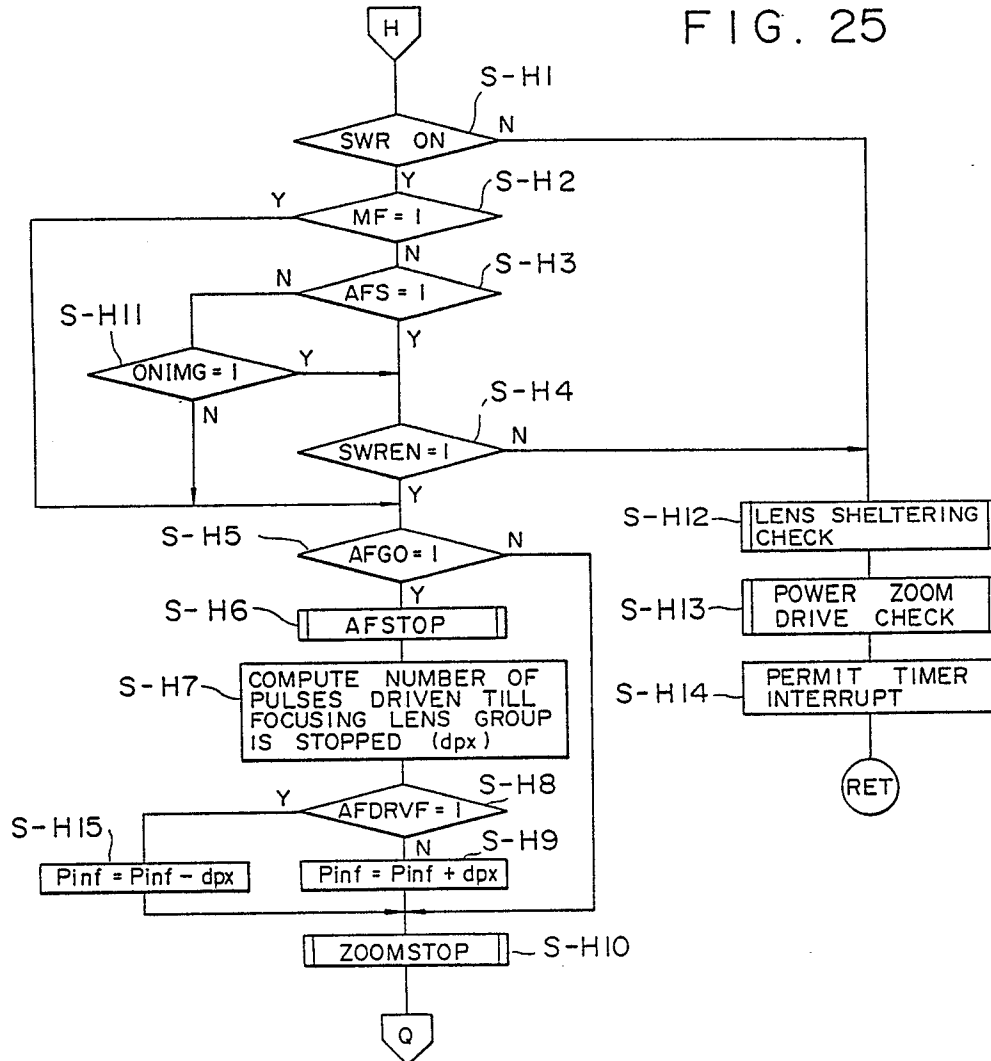 FIG. 25
H
S-H1
SWR ON
N
Y
S-H2
Y
MF = 1
N
S-H3
N
AFS = 1
Y
S-H11
ONIMG = 1
Y
N
S-H4
SWREN = 1
N
Y
S-H5
AFGO = 1
N
Y
S-H6
AFSTOP
S-H7
COMPUTE NUMBER OF
PULSES DRIVEN TILL
FOCUSING LENS GROUP
IS STOPPED (dpx)
S-H8
Y
AFDRVF = 1
N
S-H15
Pinf = Pinf - dpx
S-H9
Pinf = Pinf + dpx
ZOOMSTOP
S-H10
Q
S-H12
LENS SHELTERING
CHECK
S-H13
POWER ZOOM
DRIVE CHECK
S-H14
PERMIT TIMER
INTERRUPT
RET